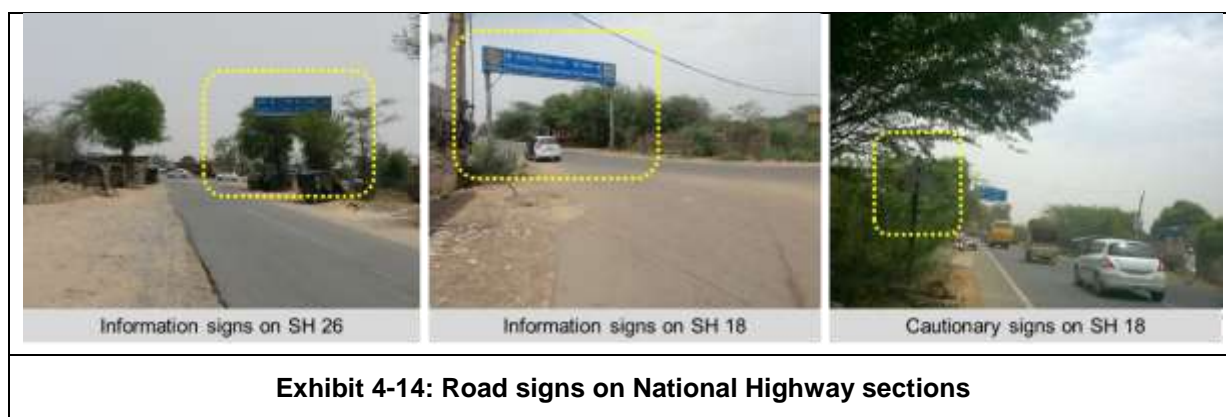 Information signs on SH 26
Information signs on SH 18
Cautionary signs on SH 18
Exhibit 4-14: Road signs on National Highway sections